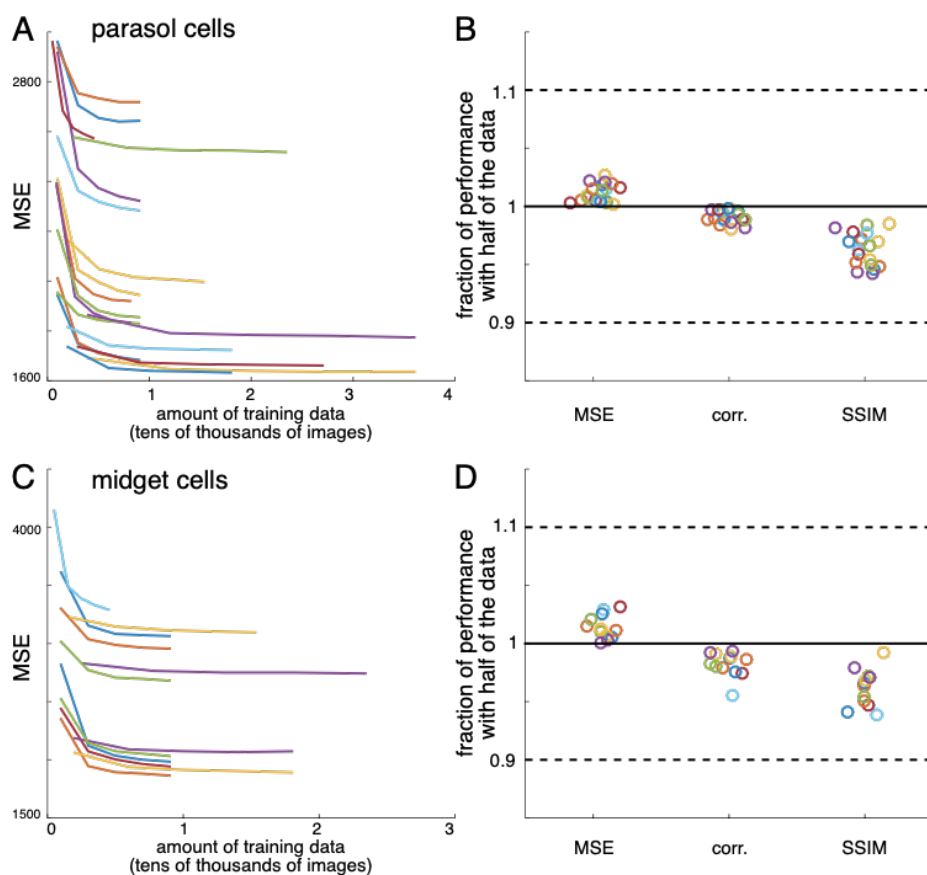 A parasol cells
2800
MSE
1600
0 1 2 3 4
amount of training data
(tens of thousands of images)
B
fraction of performance
with half of the data
1.1
1
0.9
MSE corr. SSIM
C midget cells
4000
MSE
1500
0 1 2 3
amount of training data
(tens of thousands of images)
D
fraction of performance
with half of the data
1.1
1
0.9
MSE corr. SSIM